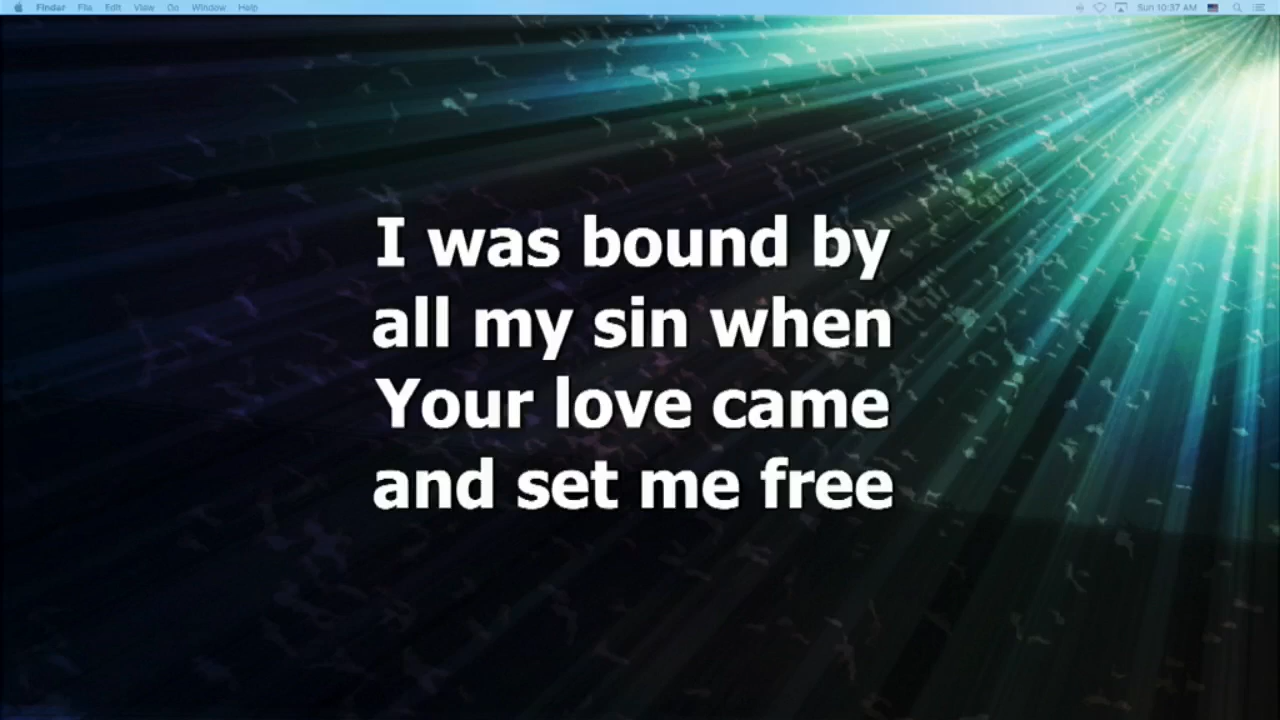 Finder File Edit View Go Window Help Sun 10:37 AM
I was bound by
all my sin when
Your love came
and set me free